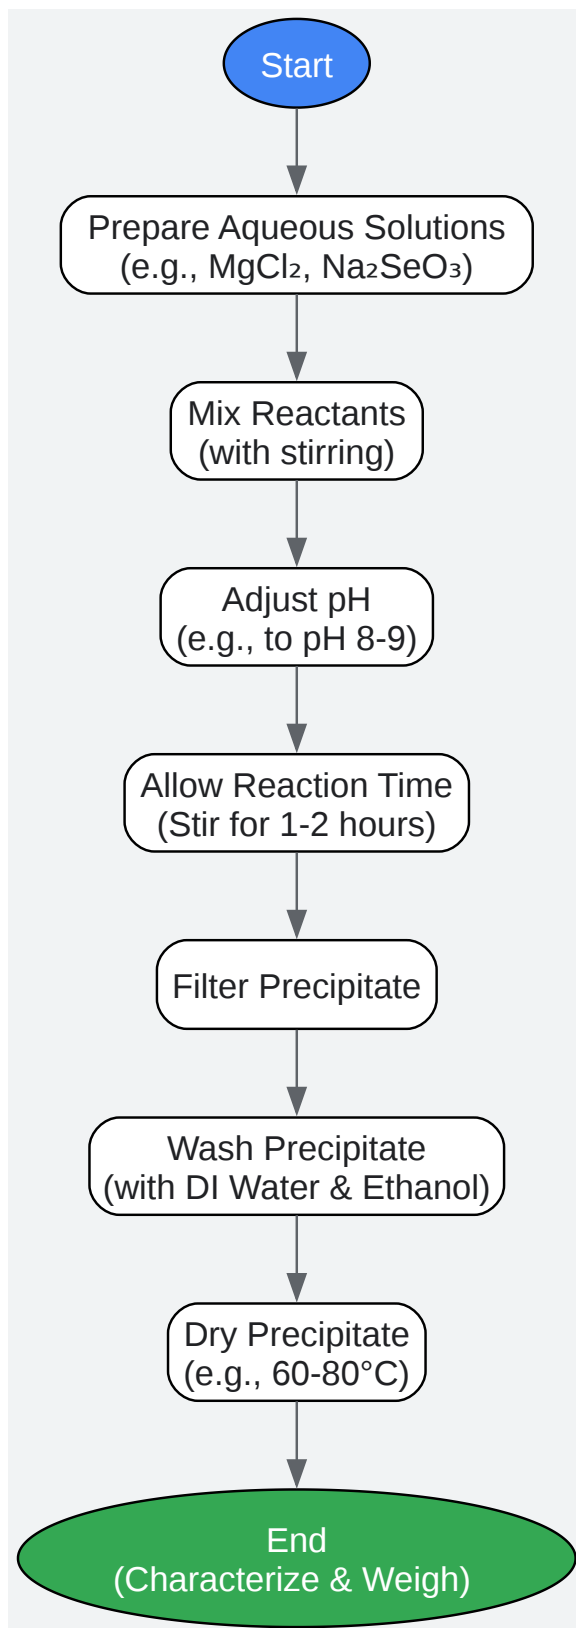 Start
Prepare Aqueous Solutions
(e.g., MgCl₂, Na₂SeO₃)
Mix Reactants
(with stirring)
Adjust pH
(e.g., to pH 8-9)
Allow Reaction Time
(Stir for 1-2 hours)
Filter Precipitate
Wash Precipitate
(with DI Water & Ethanol)
Dry Precipitate
(e.g., 60-80°C)
End
(Characterize & Weigh)